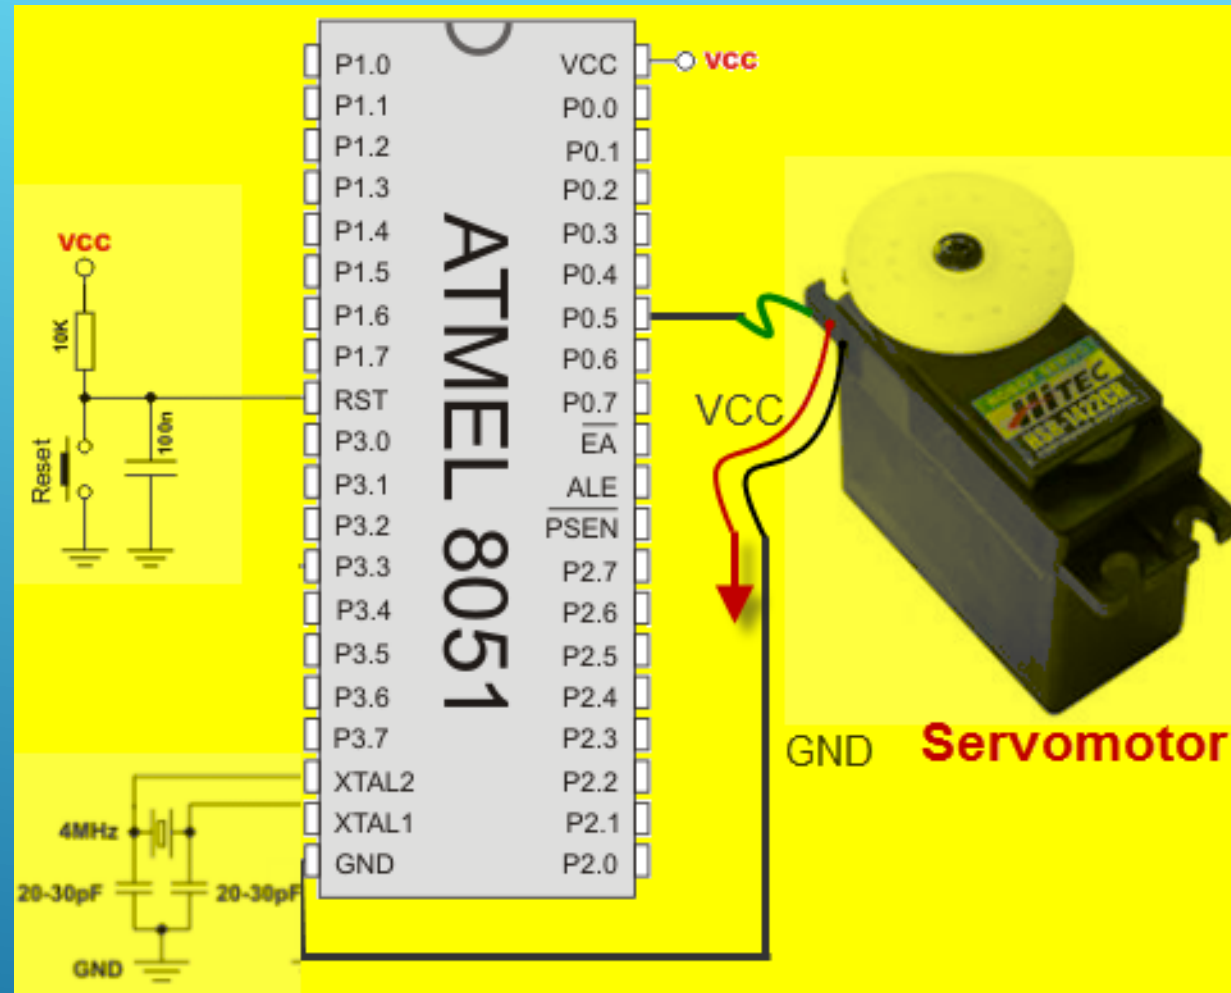 P1.0
P1.1
P1.2
P1.3
P1.4
P1.5
P1.6
P1.7
RST
P3.0
P3.1
P3.2
P3.3
P3.4
P3.5
P3.6
P3.7
XTAL2
XTAL1
GND
ATMEL 8051
VCC
P0.0
P0.1
P0.2
P0.3
P0.4
P0.5
P0.6
P0.7
EA
ALE
PSEN
P2.7
P2.6
P2.5
P2.4
P2.3
P2.2
P2.1
P2.0
VCC
VCC
10K
Reset
100n
4MHz
20-30pF
20-30pF
GND
VCC
GND
HiTEC
HSR-1422CR
Servomotor